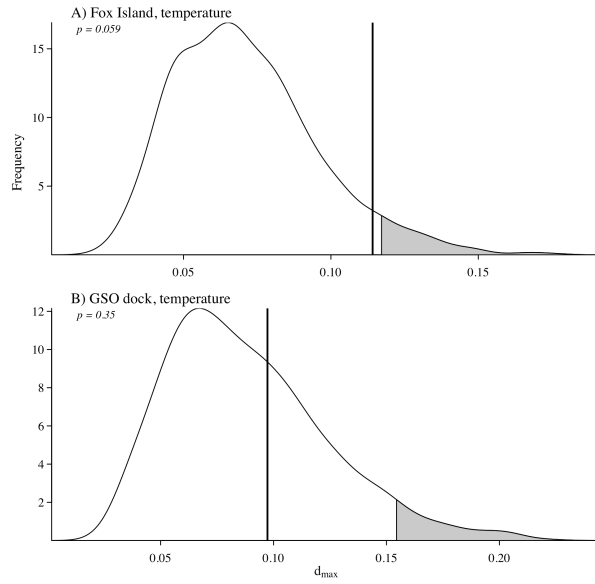 A) Fox Island, temperature
p = 0.059
15
10
5
Frequency
0.05 0.10 0.15
B) GSO dock, temperature
p = 0.35
12
10
8
6
4
2
0.05 0.10 0.15 0.20
dmax